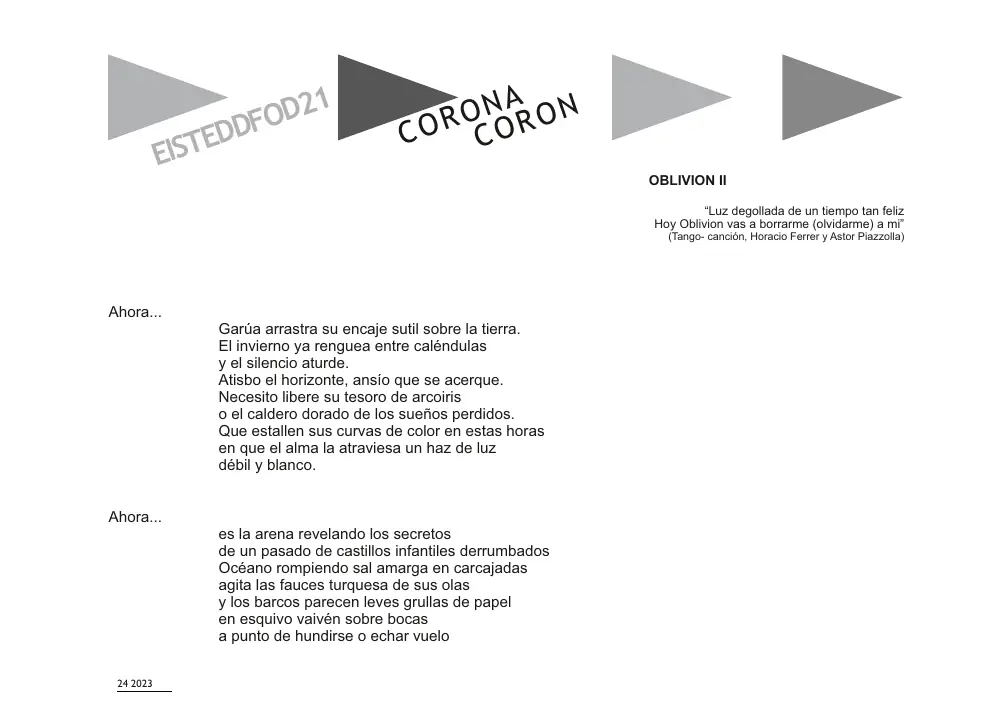 EISTEDDFOD21
CORONA
CORON
OBLIVION II
“Luz degollada de un tiempo tan feliz
Hoy Oblivion vas a borrarme (olvidarme) a mi”
(Tango- canción, Horacio Ferrer y Astor Piazzolla)
Ahora...
Garúa arrastra su encaje sutil sobre la tierra.
El invierno ya renguea entre caléndulas
y el silencio aturde.
Atisbo el horizonte, ansío que se acerque.
Necesito libere su tesoro de arcoiris
o el caldero dorado de los sueños perdidos.
Que estallen sus curvas de color en estas horas
en que el alma la atraviesa un haz de luz
débil y blanco.
Ahora...
es la arena revelando los secretos
de un pasado de castillos infantiles derrumbados
Océano rompiendo sal amarga en carcajadas
agita las fauces turquesa de sus olas
y los barcos parecen leves grullas de papel
en esquivo vaivén sobre bocas
a punto de hundirse o echar vuelo
24 2023